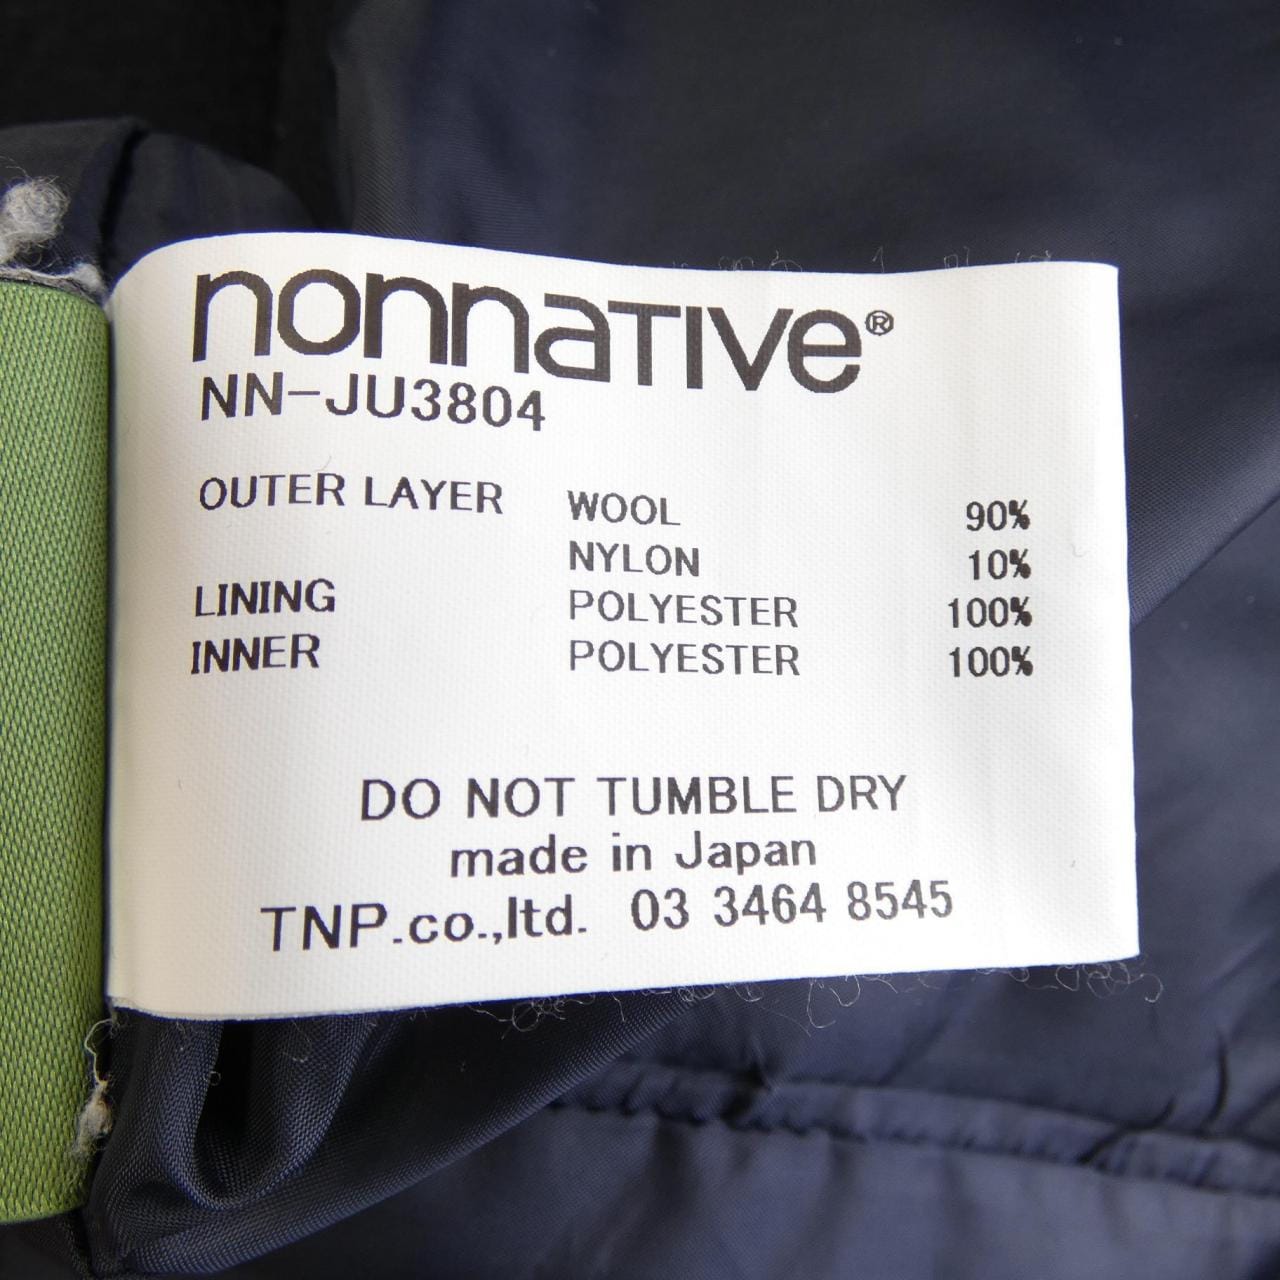 nonnative®
NN-JU3804
OUTER LAYER WOOL 90%
NYLON 10%
LINING POLYESTER 100%
INNER POLYESTER 100%
DO NOT TUMBLE DRY
made in Japan
TNP.co.,ltd. 03 3464 8545